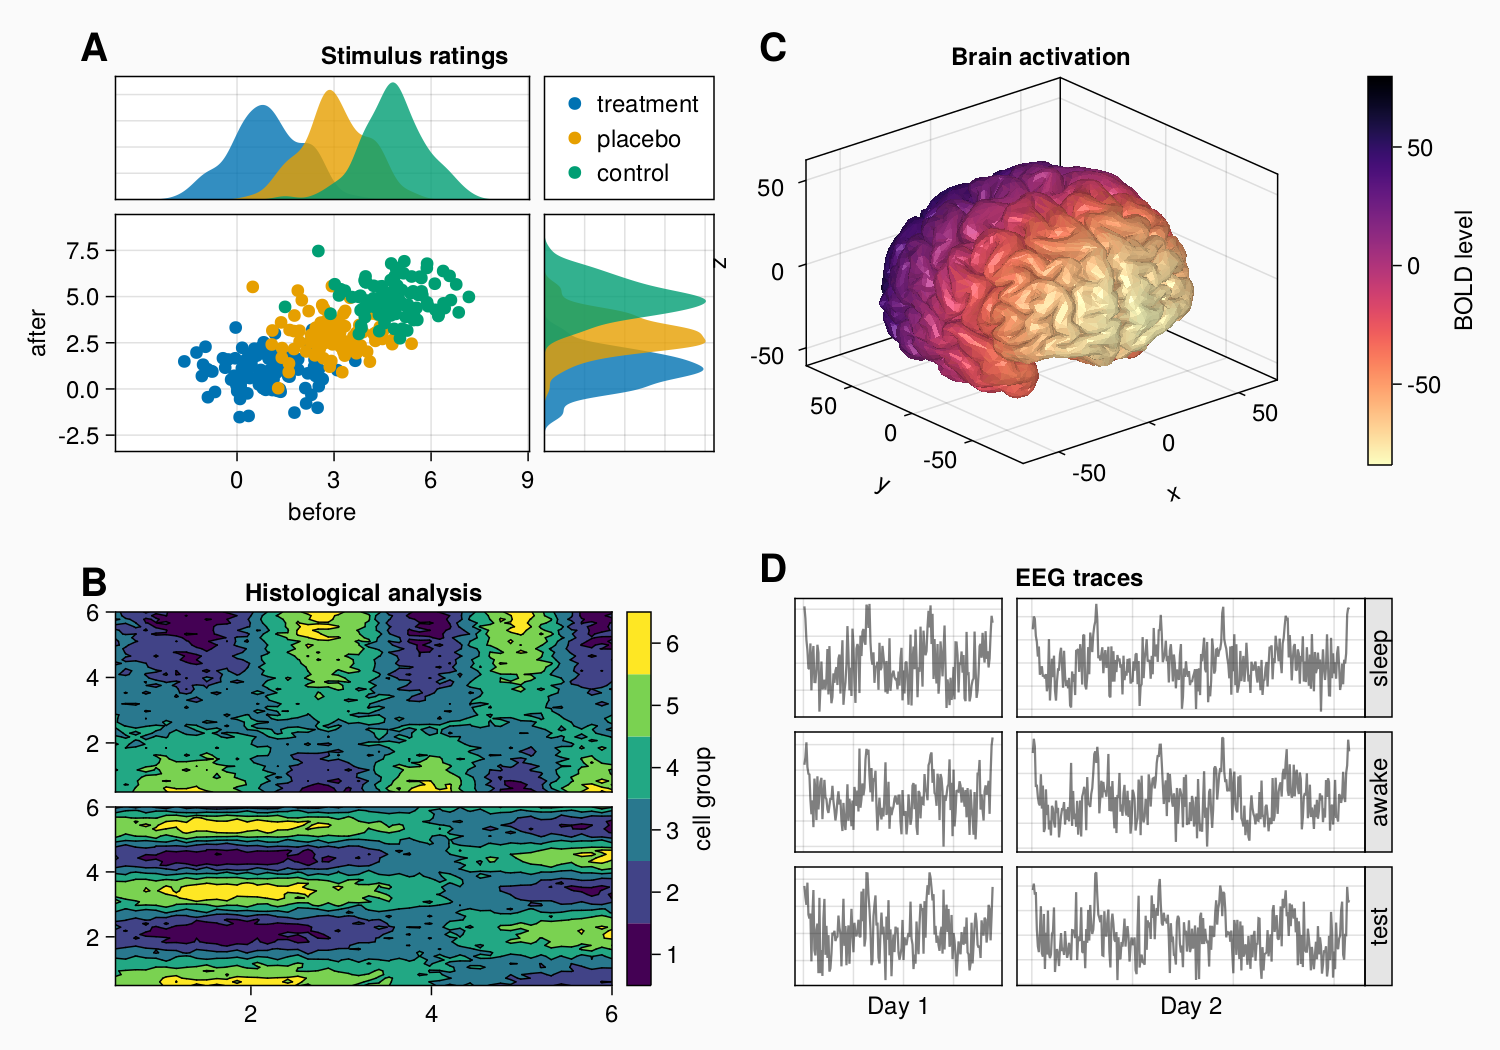 A
Stimulus ratings
treatment
placebo
control
after
7.5
5.0
2.5
0.0
-2.5
0
3
6
9
before
C
Brain activation
z
50
0
-50
50
0
-50
y
-50
0
50
x
50
0
-50
BOLD level
B
Histological analysis
6
4
2
6
4
2
2
4
6
6
5
4
3
2
1
cell group
D
EEG traces
sleep
awake
test
Day 1
Day 2